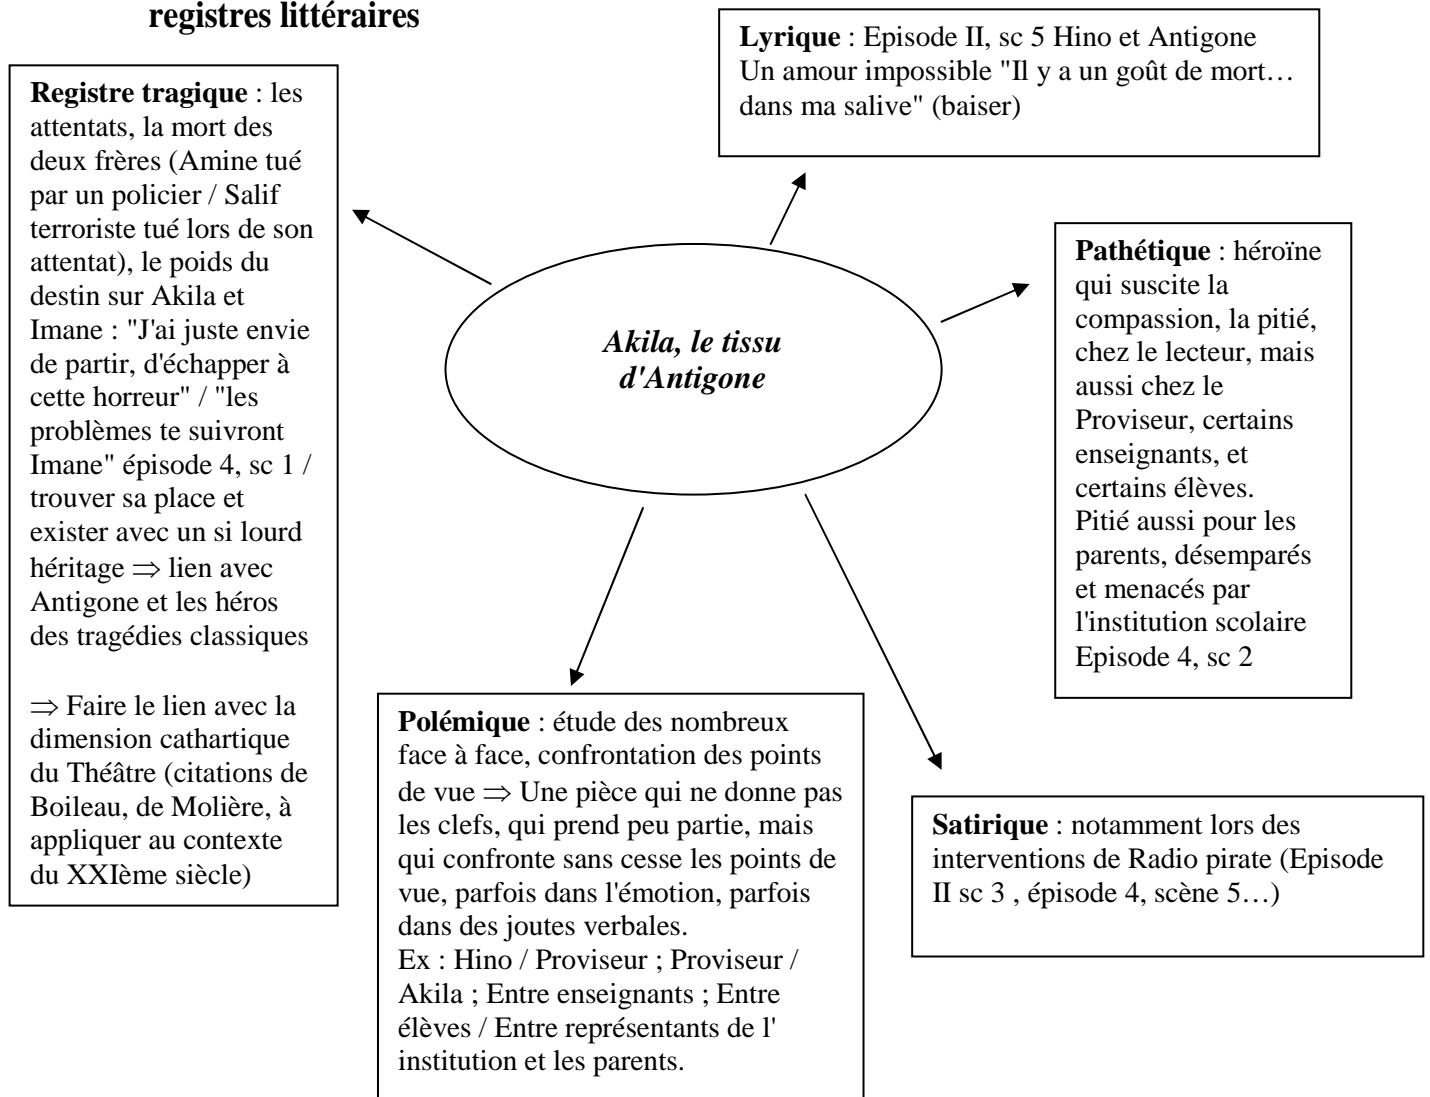 registres littéraires
Registre tragique : les
attentats, la mort des
deux frères (Amine tué
par un policier / Salif
terroriste tué lors de son
attentat), le poids du
destin sur Akila et
Imane : "J'ai juste envie
de partir, d'échapper à
cette horreur" / "les
problèmes te suivront
Imane" épisode 4, sc 1 /
trouver sa place et
exister avec un si lourd
héritage ⇒ lien avec
Antigone et les héros
des tragédies classiques
⇒ Faire le lien avec la
dimension cathartique
du Théâtre (citations de
Boileau, de Molière, à
appliquer au contexte
du XXIème siècle)
Lyrique : Episode II, sc 5 Hino et Antigone
Un amour impossible "Il y a un goût de mort…
dans ma salive" (baiser)
Akila, le tissu
d'Antigone
Pathétique : héroïne
qui suscite la
compassion, la pitié,
chez le lecteur, mais
aussi chez le
Proviseur, certains
enseignants, et
certains élèves.
Pitié aussi pour les
parents, désemparés
et menacés par
l'institution scolaire
Episode 4, sc 2
Polémique : étude des nombreux
face à face, confrontation des points
de vue ⇒ Une pièce qui ne donne pas
les clefs, qui prend peu partie, mais
qui confronte sans cesse les points de
vue, parfois dans l'émotion, parfois
dans des joutes verbales.
Ex : Hino / Proviseur ; Proviseur /
Akila ; Entre enseignants ; Entre
élèves / Entre représentants de l'
institution et les parents.
Satirique : notamment lors des
interventions de Radio pirate (Episode
II sc 3 , épisode 4, scène 5…)